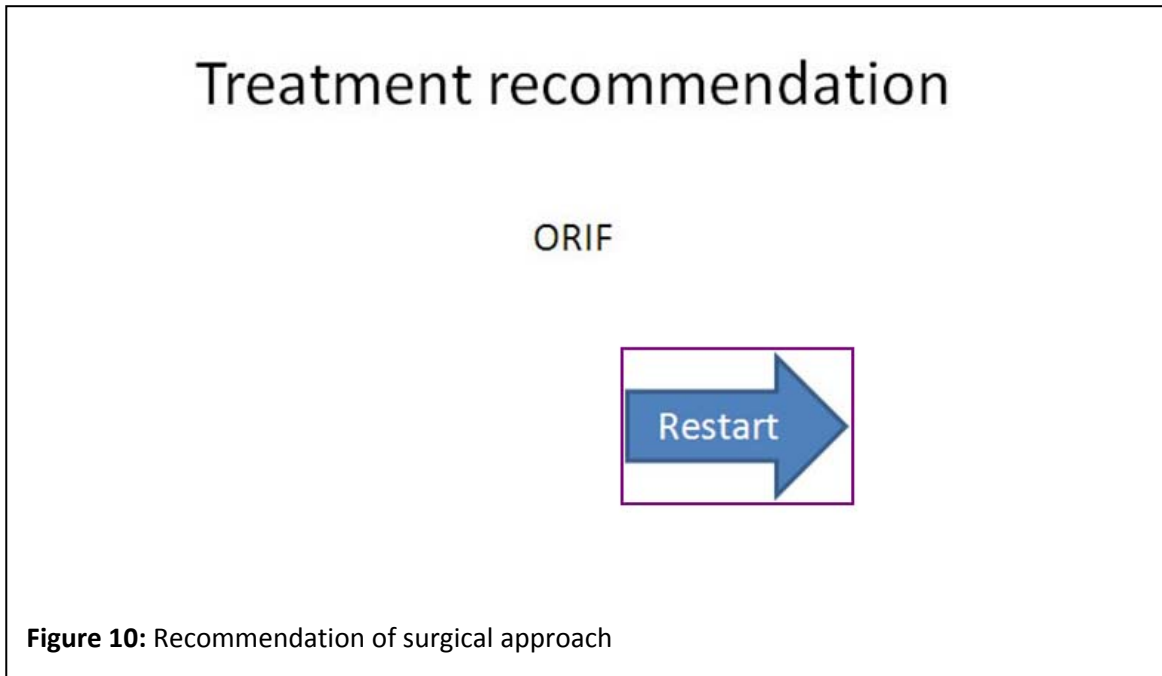 Treatment recommendation
ORIF
Restart
Figure 10: Recommendation of surgical approach